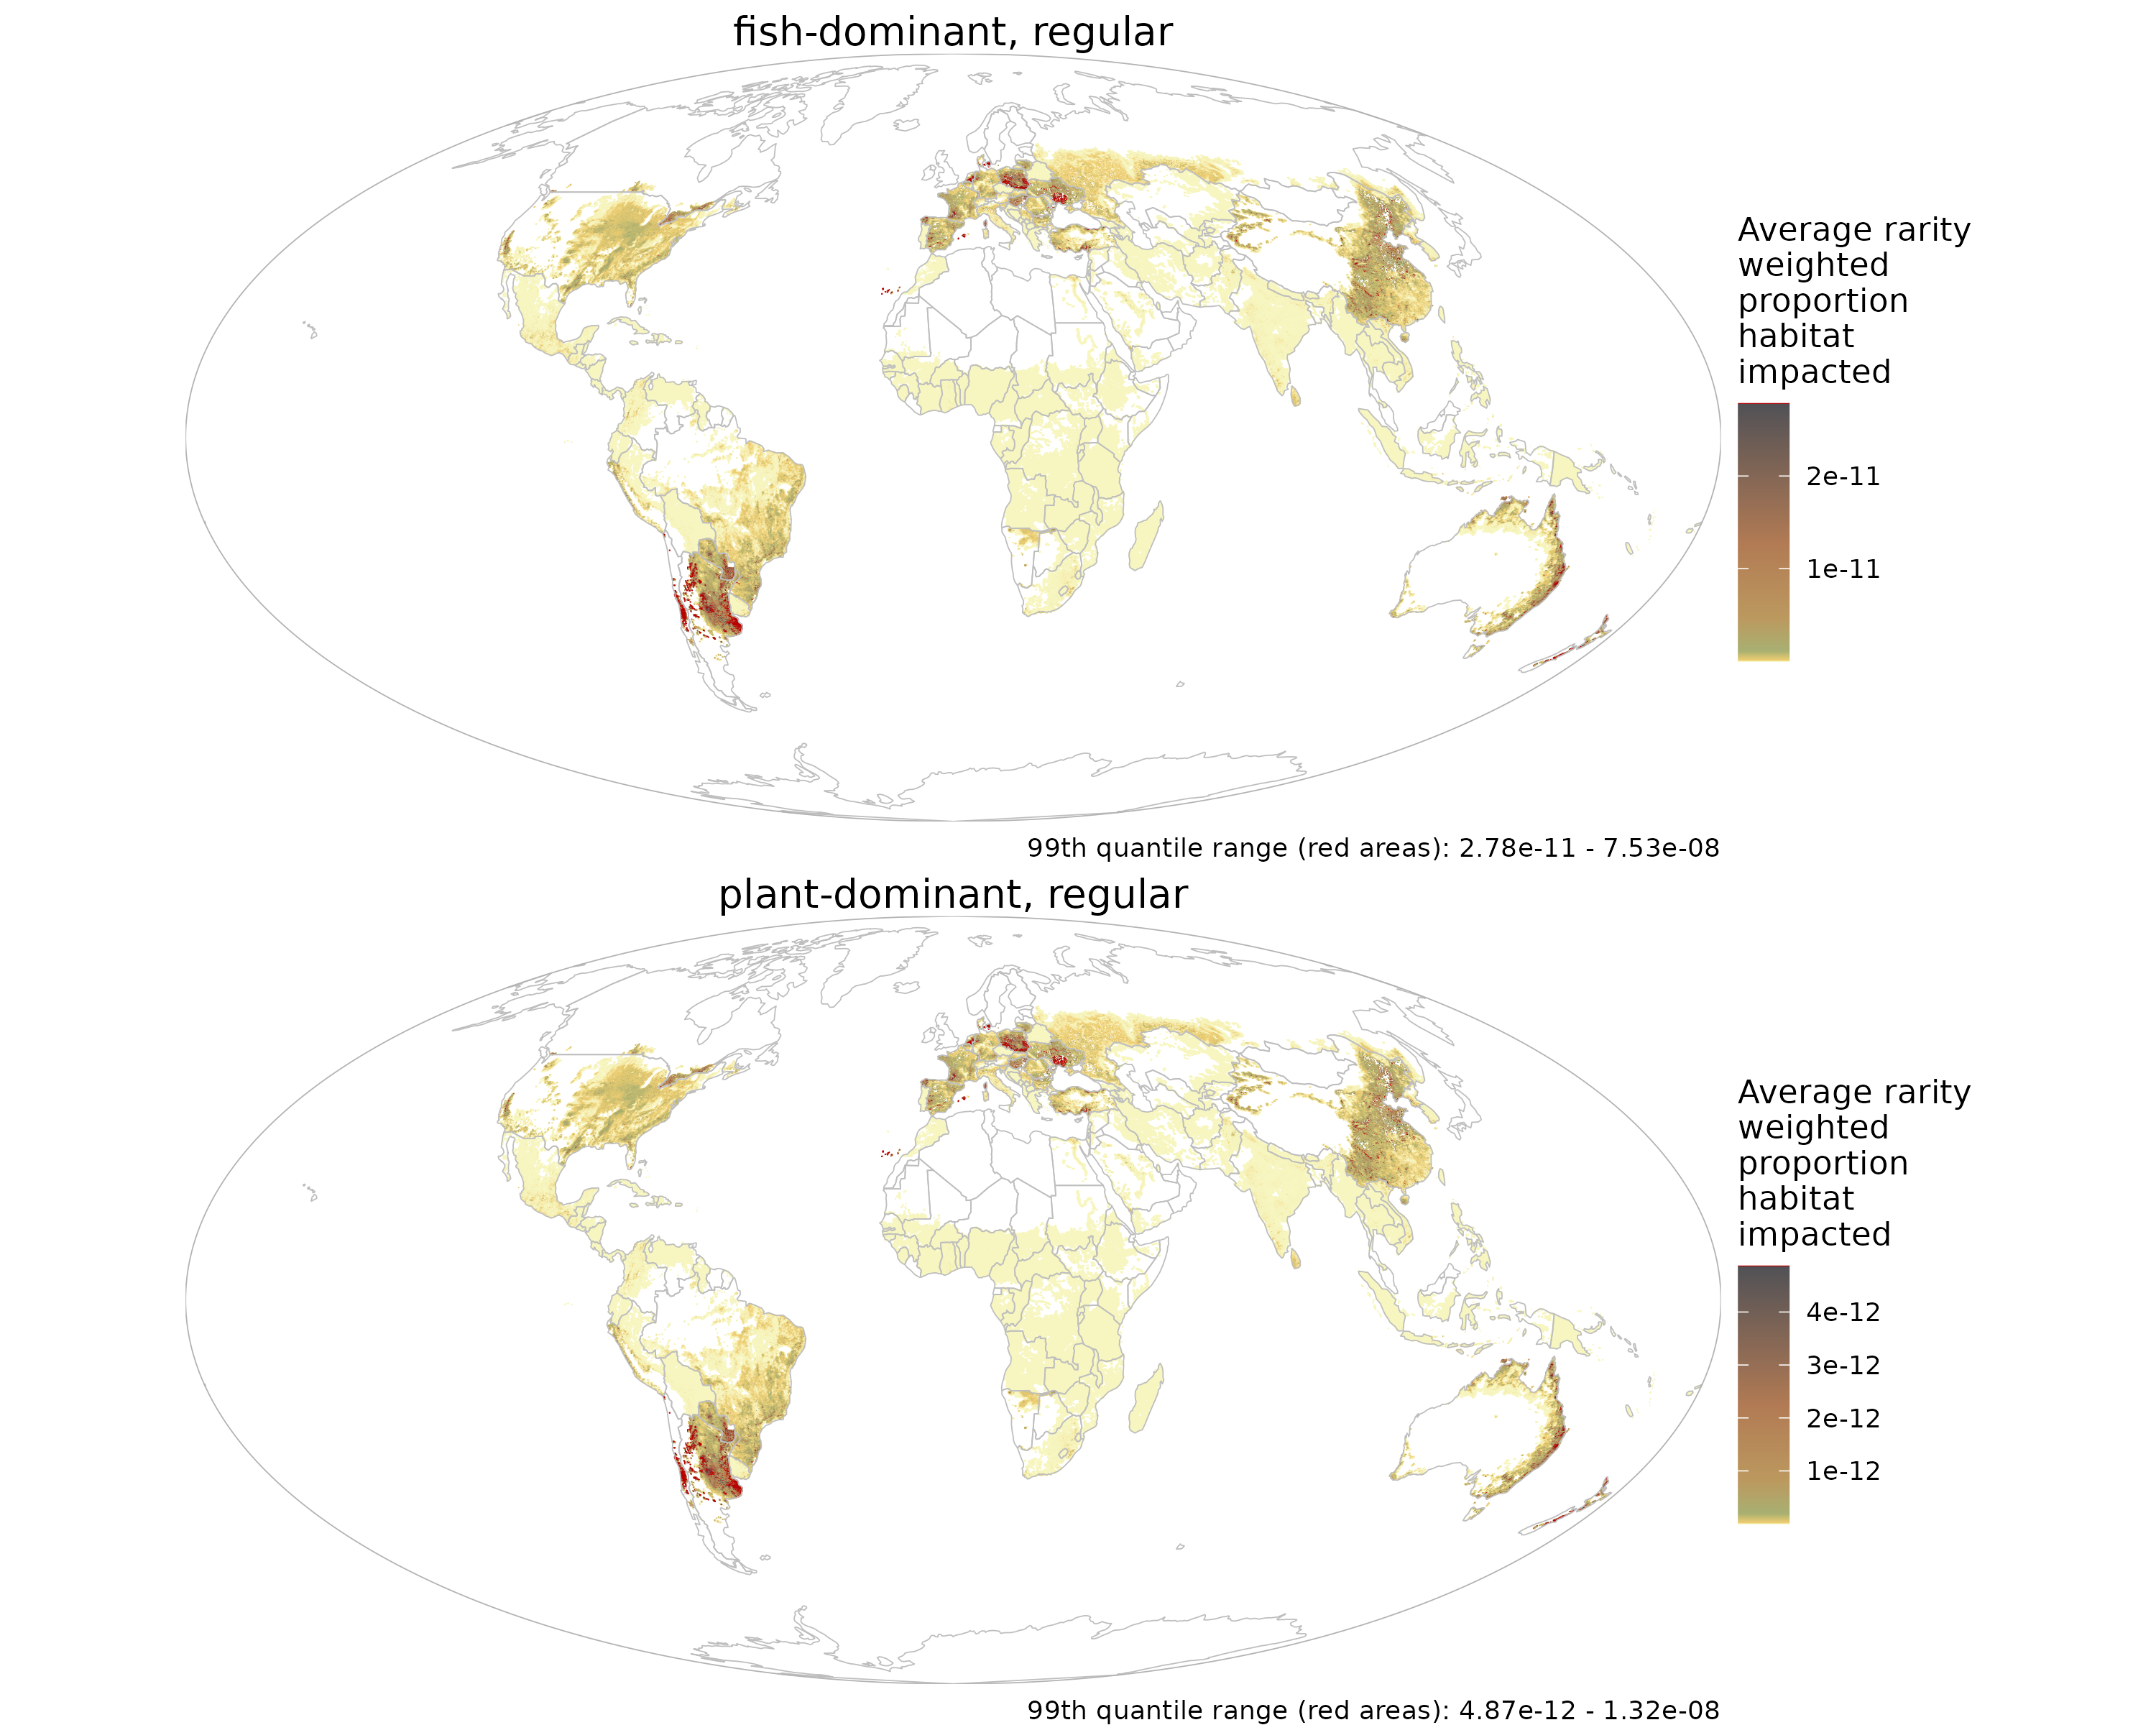 fish-dominant, regular
Average rarity
weighted
proportion
habitat
impacted
2e-11
1e-11
99th quantile range (red areas): 2.78e-11 - 7.53e-08
plant-dominant, regular
Average rarity
weighted
proportion
habitat
impacted
4e-12
3e-12
2e-12
1e-12
99th quantile range (red areas): 4.87e-12 - 1.32e-08